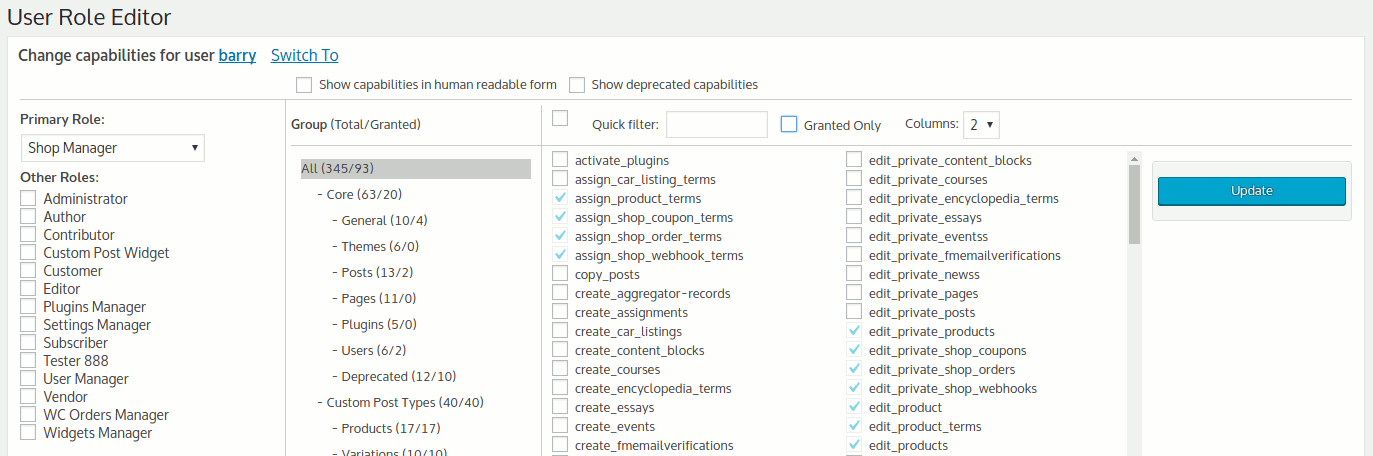 User Role Editor
Change capabilities for user barry Switch To
Show capabilities in human readable form Show deprecated capabilities
Primary Role:
Shop Manager
Other Roles:
Administrator
Author
Contributor
Custom Post Widget
Customer
Editor
Plugins Manager
Settings Manager
Subscriber
Tester 888
User Manager
Vendor
WC Orders Manager
Widgets Manager
Group (Total/Granted)
All (345/93)
- Core (63/20)
- General (10/4)
- Themes (6/0)
- Posts (13/2)
- Pages (11/0)
- Plugins (5/0)
- Users (6/2)
- Deprecated (12/10)
- Custom Post Types (40/40)
- Products (17/17)
- Variations (10/10)
Quick filter: Granted Only Columns: 2
activate_plugins
assign_car_listing_terms
assign_product_terms
assign_shop_coupon_terms
assign_shop_order_terms
assign_shop_webhook_terms
copy_posts
create_aggregator-records
create_assignments
create_car_listings
create_content_blocks
create_courses
create_encyclopedia_terms
create_essays
create_events
create_fmemailverifications
edit_private_content_blocks
edit_private_courses
edit_private_encyclopedia_terms
edit_private_essays
edit_private_eventss
edit_private_fmemailverifications
edit_private_newss
edit_private_pages
edit_private_posts
edit_private_products
edit_private_shop_coupons
edit_private_shop_orders
edit_private_shop_webhooks
edit_product
edit_product_terms
edit_products
Update